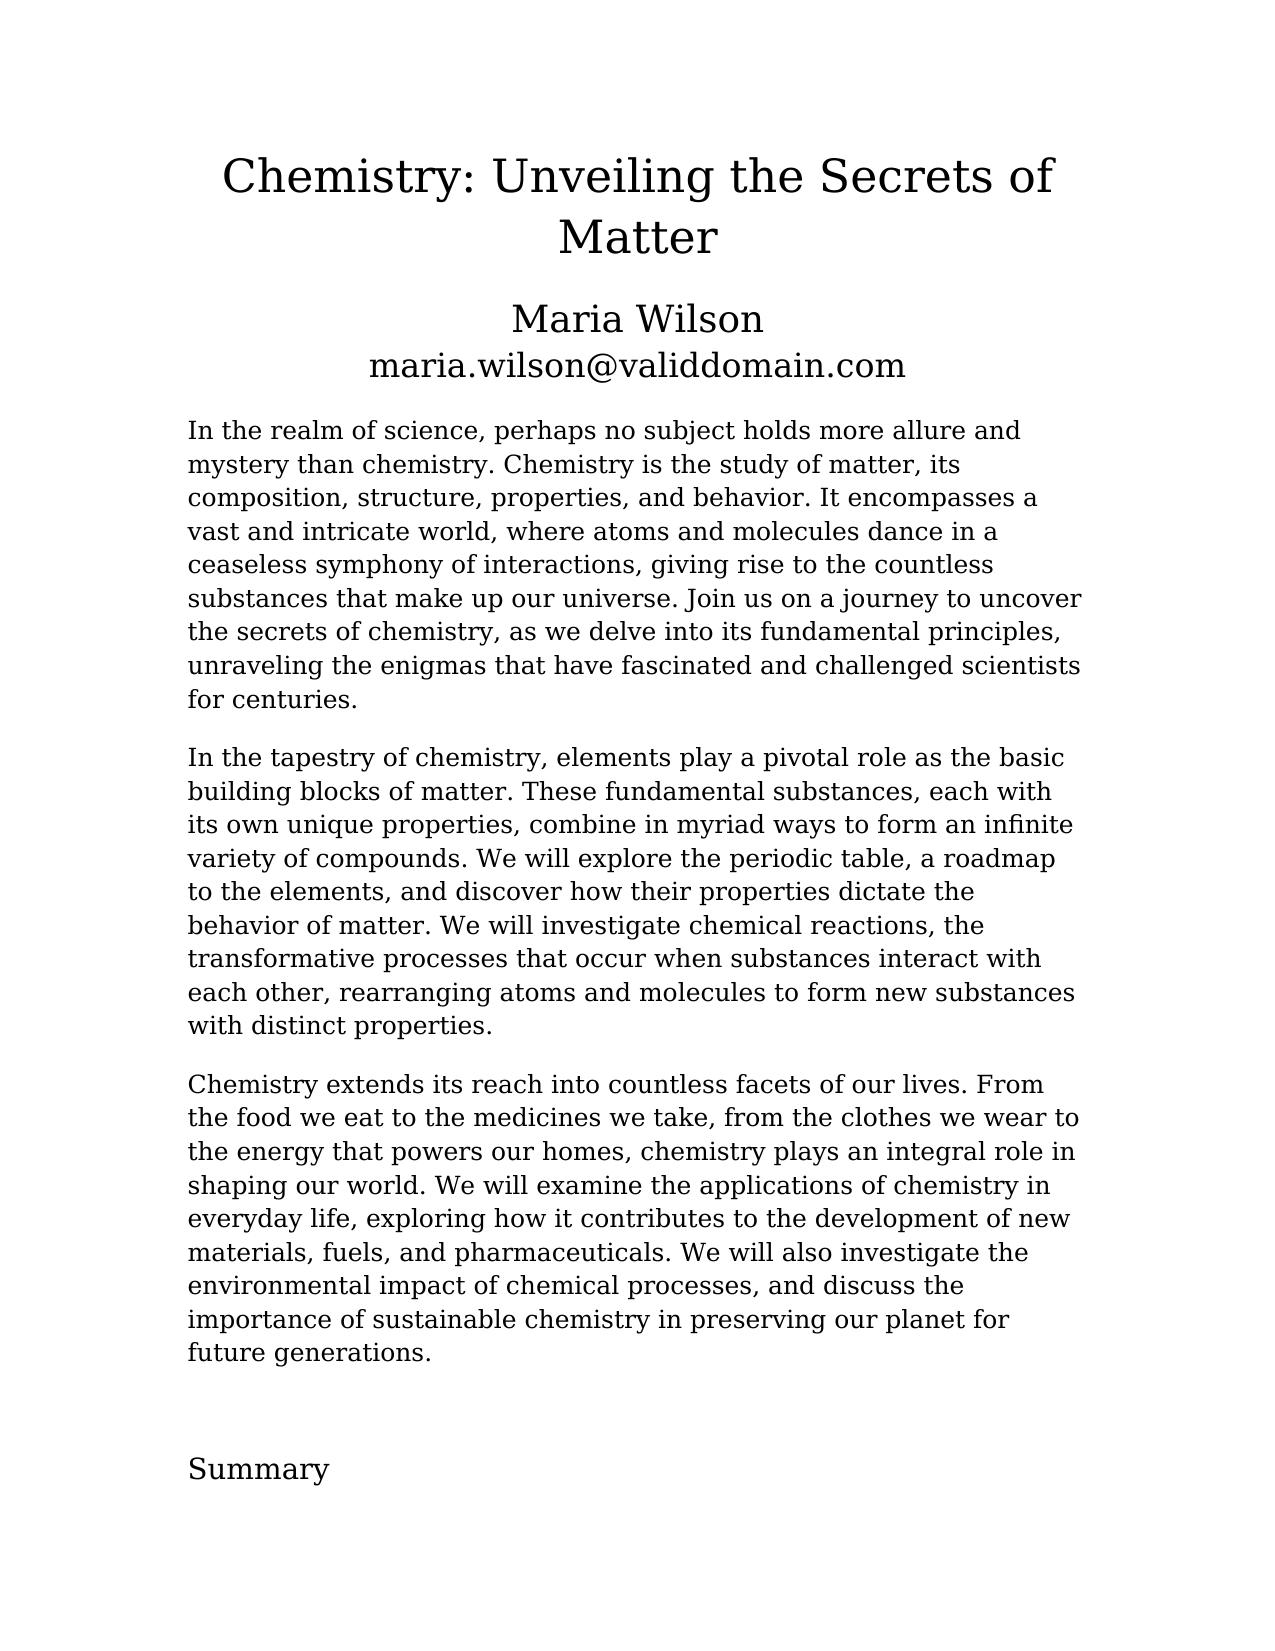 Chemistry: Unveiling the Secrets of
Matter
Maria Wilson
maria.wilson@validdomain.com
In the realm of science, perhaps no subject holds more allure and
mystery than chemistry. Chemistry is the study of matter, its
composition, structure, properties, and behavior. It encompasses a
vast and intricate world, where atoms and molecules dance in a
ceaseless symphony of interactions, giving rise to the countless
substances that make up our universe. Join us on a journey to uncover
the secrets of chemistry, as we delve into its fundamental principles,
unraveling the enigmas that have fascinated and challenged scientists
for centuries.
In the tapestry of chemistry, elements play a pivotal role as the basic
building blocks of matter. These fundamental substances, each with
its own unique properties, combine in myriad ways to form an infinite
variety of compounds. We will explore the periodic table, a roadmap
to the elements, and discover how their properties dictate the
behavior of matter. We will investigate chemical reactions, the
transformative processes that occur when substances interact with
each other, rearranging atoms and molecules to form new substances
with distinct properties.
Chemistry extends its reach into countless facets of our lives. From
the food we eat to the medicines we take, from the clothes we wear to
the energy that powers our homes, chemistry plays an integral role in
shaping our world. We will examine the applications of chemistry in
everyday life, exploring how it contributes to the development of new
materials, fuels, and pharmaceuticals. We will also investigate the
environmental impact of chemical processes, and discuss the
importance of sustainable chemistry in preserving our planet for
future generations.
Summary